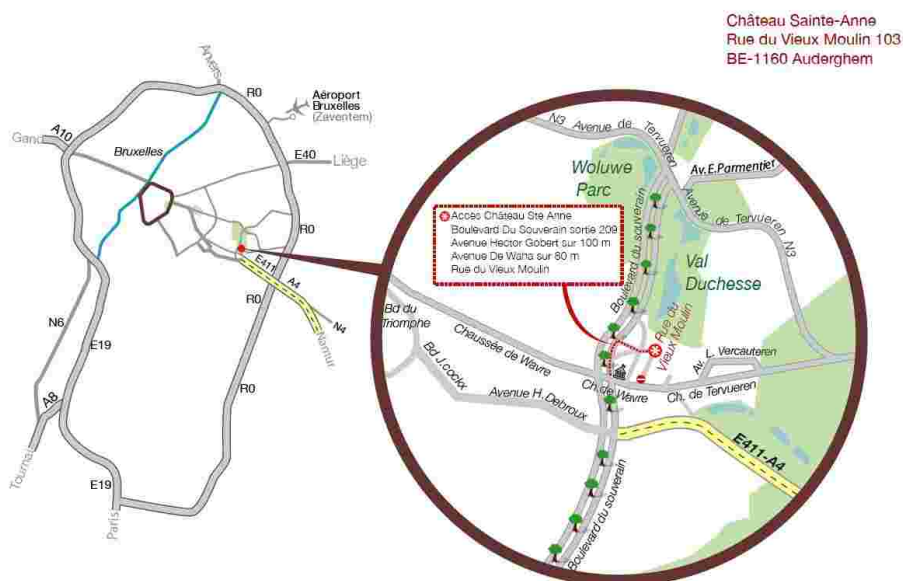 Château Sainte-Anne
Rue du Vieux Moulin 103
BE-1160 Auderghem
Anvers
R0
Aéroport
Bruxelles
(Zaventem)
A10
Gand
Bruxelles
E40
Liège
R0
E411
A4
R0
N4
Namur
N6
E19
R0
A8
Tournai
E19
Paris
N3 Avenue de Tervueren
Woluwe
Parc
Av.E.Parmentier
Avenue de Tervueren
N3
Accès Château Ste Anne
Boulevard Du Souverain sortie 209
Avenue Hector Gobert sur 100 m
Avenue De Waha sur 80 m
Rue du Vieux Moulin
Boulevard du souverain
Val
Duchesse
Bd du
Triomphe
Chaussée de Wavre
Rue du
Vieux Moulin
Av. L. Vercauteren
Bd J.cockx
Ch. de Wavre
Ch. de Tervueren
Avenue H. Debroux
E411-A4
Boulevard du souverain